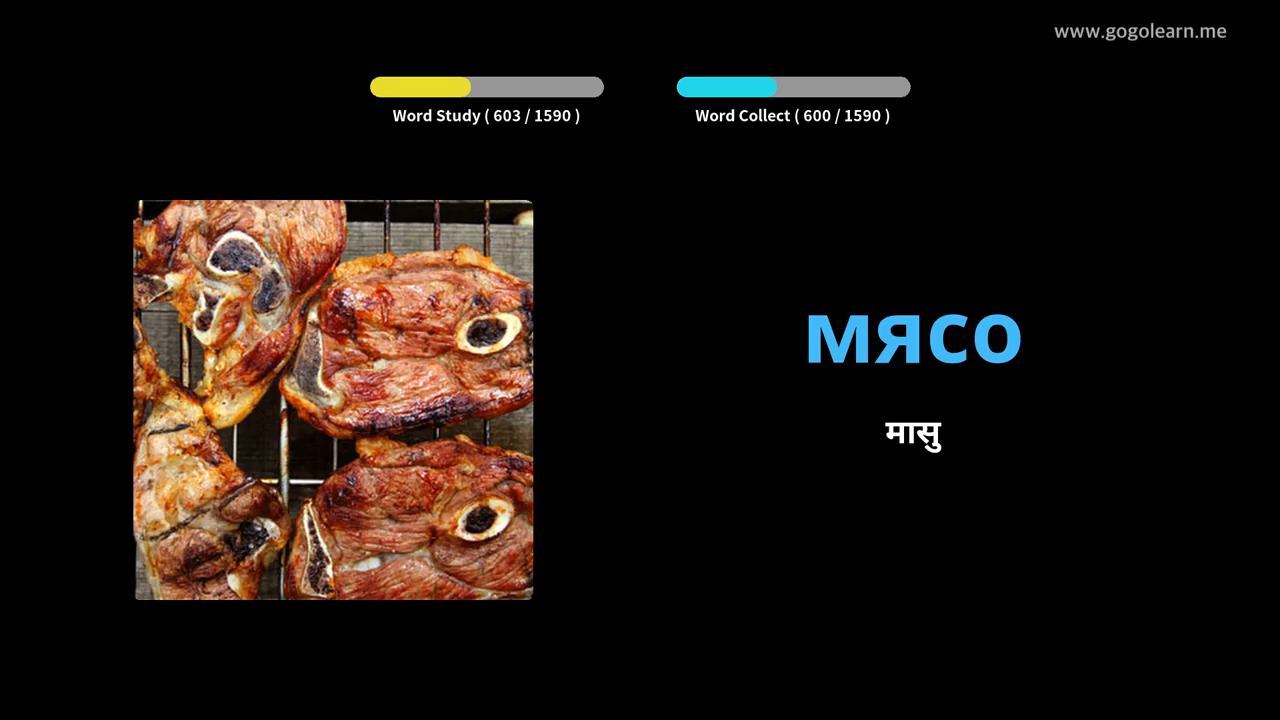 www.gogolearn.me
Word Study ( 603 / 1590 )
Word Collect ( 600 / 1590 )
мясо
मासु